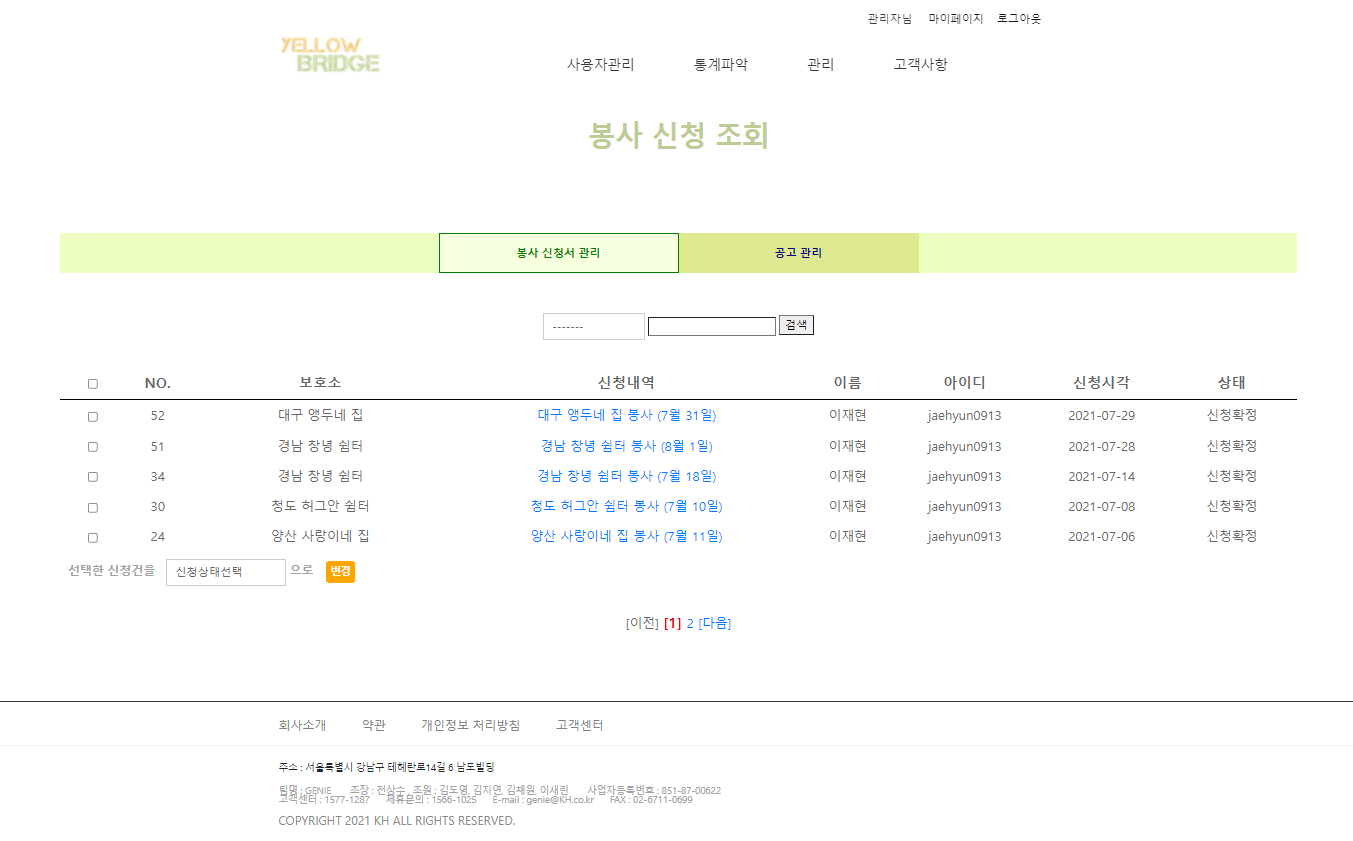 관리자님 마이페이지 로그아웃
YELLOW
BRIDGE
사용자관리 통계파악 관리 고객사항
봉사 신청 조회
봉사 신청서 관리 공고 관리
------- 검색
NO. 보호소 신청내역 이름 아이디 신청시각 상태
52 대구 앵두네 집 대구 앵두네 집 봉사 (7월 31일) 이재현 jaehyun0913 2021-07-29 신청확정
51 경남 창녕 쉼터 경남 창녕 쉼터 봉사 (8월 1일) 이재현 jaehyun0913 2021-07-28 신청확정
34 경남 창녕 쉼터 경남 창녕 쉼터 봉사 (7월 18일) 이재현 jaehyun0913 2021-07-14 신청확정
30 청도 허그안 쉼터 청도 허그안 쉼터 봉사 (7월 10일) 이재현 jaehyun0913 2021-07-08 신청확정
24 양산 사랑이네 집 양산 사랑이네 집 봉사 (7월 11일) 이재현 jaehyun0913 2021-07-06 신청확정
선택한 신청건을 신청상태선택 으로 변경
[이전] [1] 2 [다음]
회사소개 약관 개인정보 처리방침 고객센터
주소 : 서울특별시 강남구 테헤란로14길 6 남도빌딩
팀명 : GENIE 조장 : 전상수 , 조원 : 김도영, 김지연, 김채원, 이새린 사업자등록번호 : 851-87-00622
고객센터 : 1577-1287 제휴문의 : 1566-1025 E-mail : genie@KH.co.kr FAX : 02-6711-0699
COPYRIGHT 2021 KH ALL RIGHTS RESERVED.